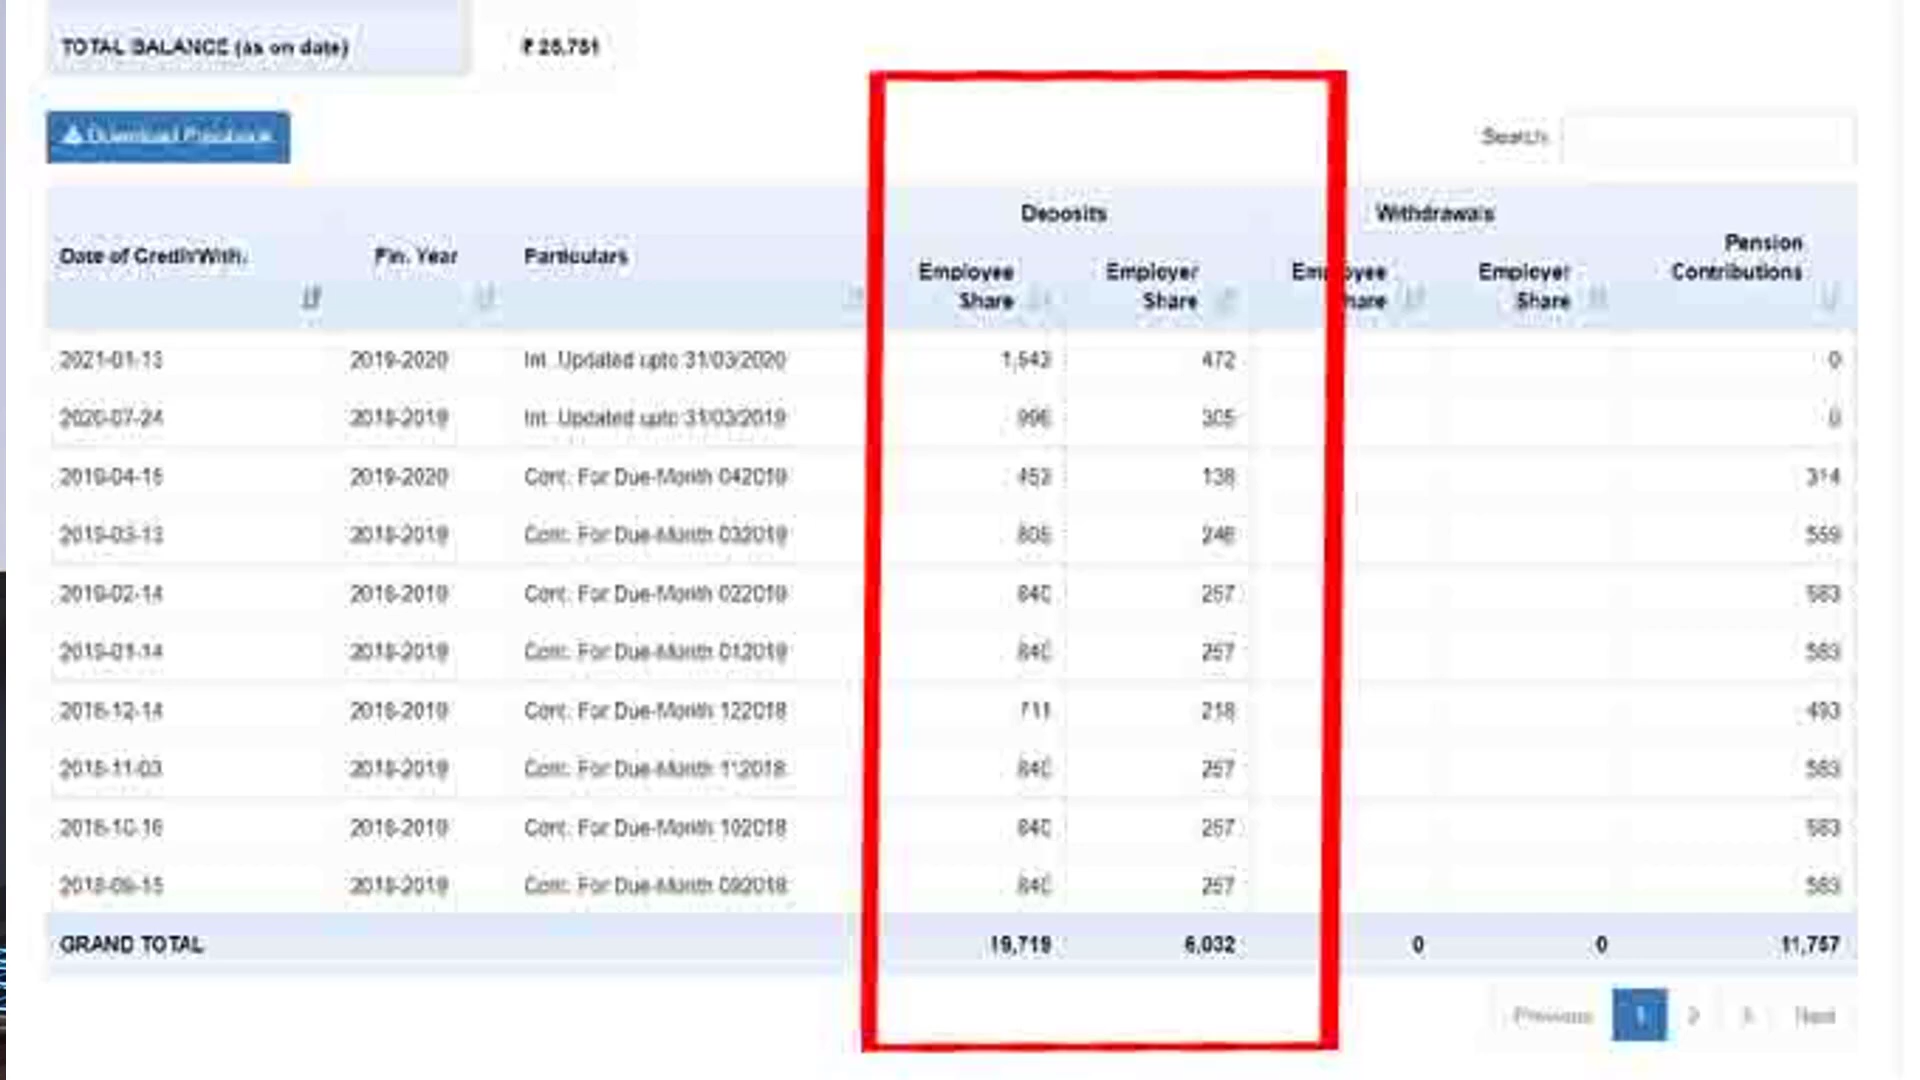 TOTAL BALANCE (as on date) ₹ 25,751
Download Passbook
Search:
Deposits Withdrawals
Date of Credit/With. Fin. Year Particulars Employee Share Employer Share Employee Share Employer Share Pension Contributions
2021-01-13 2019-2020 Int. Updated upto 31/03/2020 1,543 472 0
2020-07-24 2018-2019 Int. Updated upto 31/03/2019 996 305 0
2019-04-15 2019-2020 Cont. For Due-Month 042019 453 138 314
2019-03-13 2018-2019 Cont. For Due-Month 032019 805 246 559
2019-02-14 2018-2019 Cont. For Due-Month 022019 840 257 583
2019-01-14 2018-2019 Cont. For Due-Month 012019 840 257 583
2018-12-14 2018-2019 Cont. For Due-Month 122018 711 218 493
2018-11-03 2018-2019 Cont. For Due-Month 112018 840 257 583
2018-10-16 2018-2019 Cont. For Due-Month 102018 840 257 583
2018-2019 Cont. For Due-Month 092018 840 257 583
GRAND TOTAL 19,719 6,032 0 0 11,757
Previous 1 2 3 Next